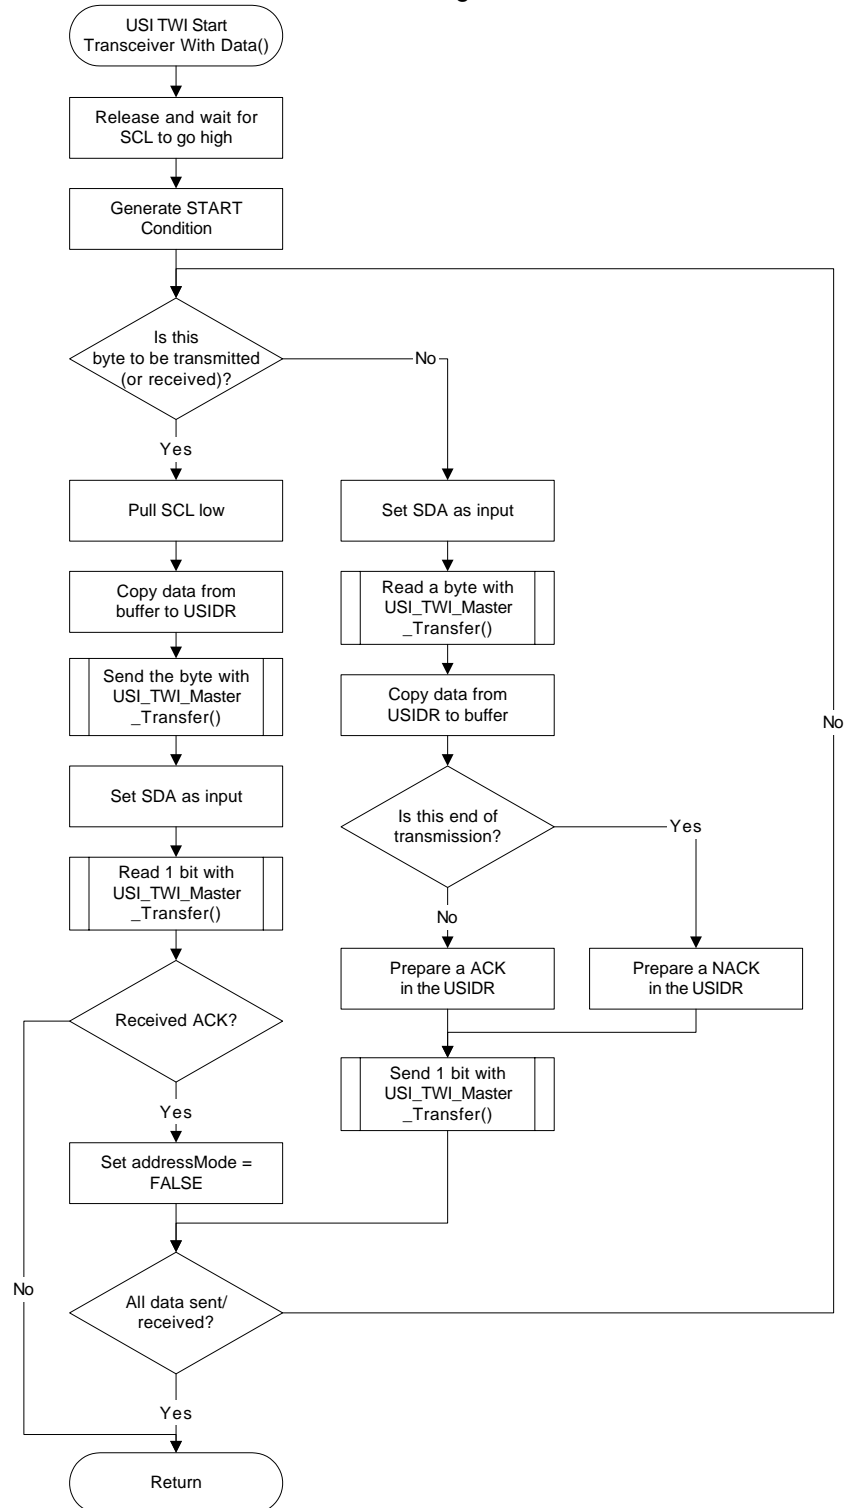 USI TWI Start
Transceiver With Data()
Release and wait for
SCL to go high
Generate START
Condition
Is this
byte to be transmitted
(or received)?
No
Yes
Pull SCL low
Set SDA as input
Copy data from
buffer to USIDR
Read a byte with
USI_TWI_Master
_Transfer()
Send the byte with
USI_TWI_Master
_Transfer()
Copy data from
USIDR to buffer
No
Set SDA as input
Is this end of
transmission?
Yes
Read 1 bit with
USI_TWI_Master
_Transfer()
No
Prepare a ACK
in the USIDR
Prepare a NACK
in the USIDR
Received ACK?
Send 1 bit with
USI_TWI_Master
_Transfer()
Yes
Set addressMode =
FALSE
No
All data sent/
received?
Yes
Return